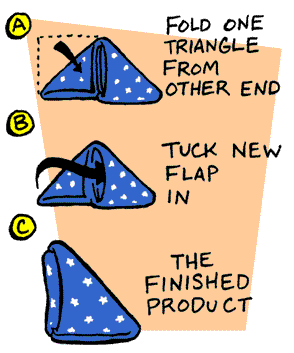 A
FOLD ONE
TRIANGLE
FROM
OTHER END
B
TUCK NEW
FLAP
IN
C
THE
FINISHED
PRODUCT